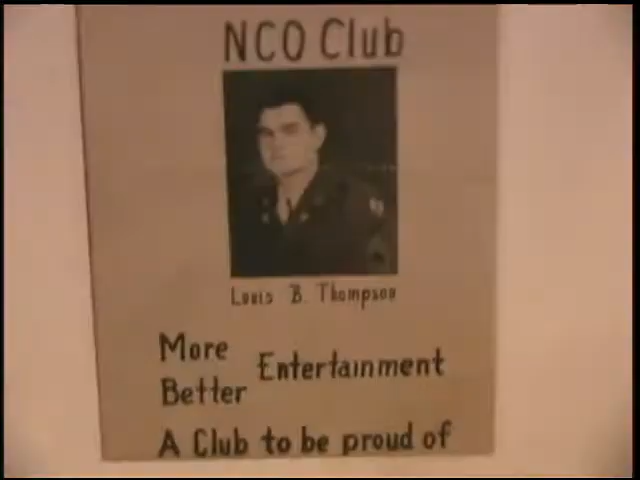 NCO Club
Louis B. Thompson
More
Better Entertainment
A Club to be proud of